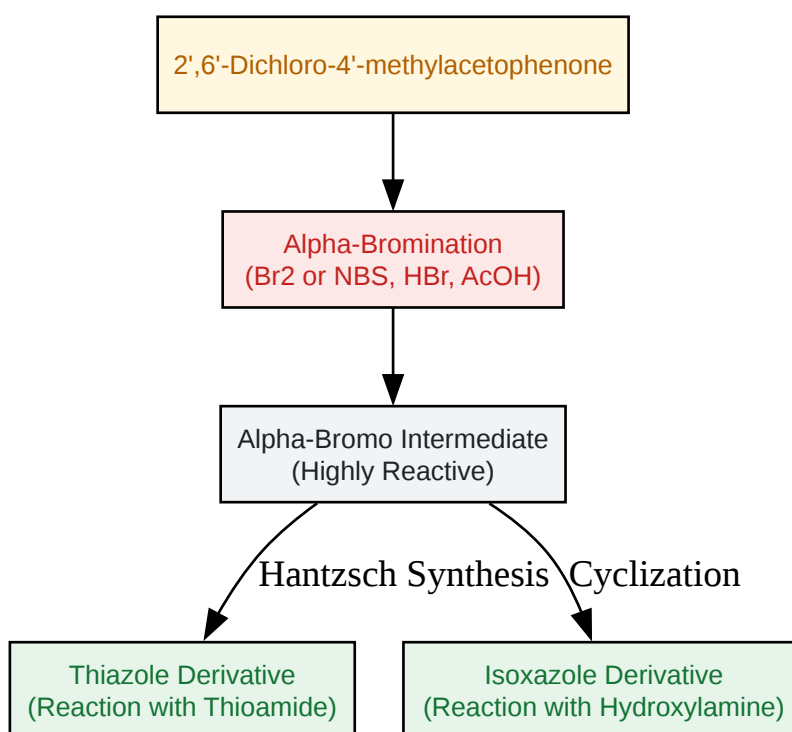 2',6'-Dichloro-4'-methylacetophenone
Alpha-Bromination
(Br2 or NBS, HBr, AcOH)
Alpha-Bromo Intermediate
(Highly Reactive)
Hantzsch Synthesis
Cyclization
Thiazole Derivative
(Reaction with Thioamide)
Isoxazole Derivative
(Reaction with Hydroxylamine)